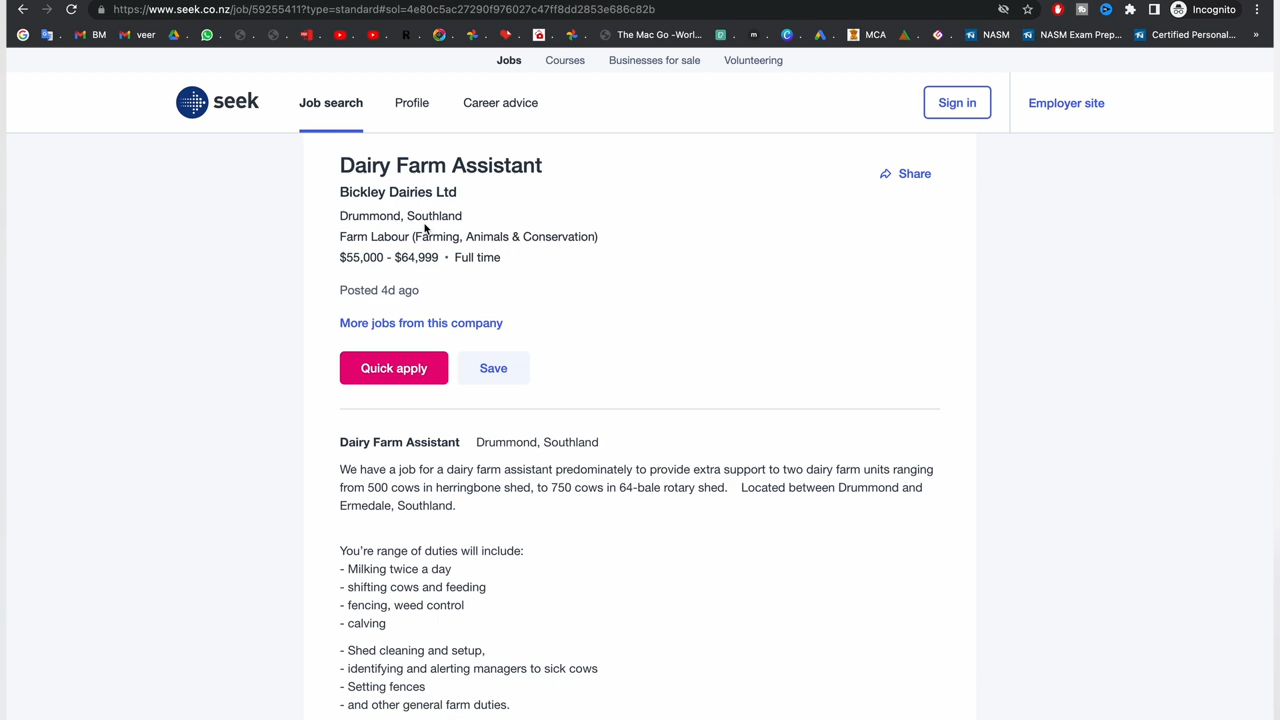 https://www.seek.co.nz/job/59255411?type=standard#sol=4e80c5ac27290f976027c47ff8dd2853e686c82b
Incognito
BM veer The Mac Go -Worl... MCA NASM NASM Exam Prep... Certified Personal... »
Jobs Courses Businesses for sale Volunteering
seek Job search Profile Career advice Sign in Employer site
Dairy Farm Assistant
Share
Bickley Dairies Ltd
Drummond, Southland
Farm Labour (Farming, Animals & Conservation)
$55,000 - $64,999 • Full time
Posted 4d ago
More jobs from this company
Quick apply Save
Dairy Farm Assistant Drummond, Southland
We have a job for a dairy farm assistant predominately to provide extra support to two dairy farm units ranging
from 500 cows in herringbone shed, to 750 cows in 64-bale rotary shed. Located between Drummond and
Ermedale, Southland.
You're range of duties will include:
- Milking twice a day
- shifting cows and feeding
- fencing, weed control
- calving
- Shed cleaning and setup,
- identifying and alerting managers to sick cows
- Setting fences
- and other general farm duties.